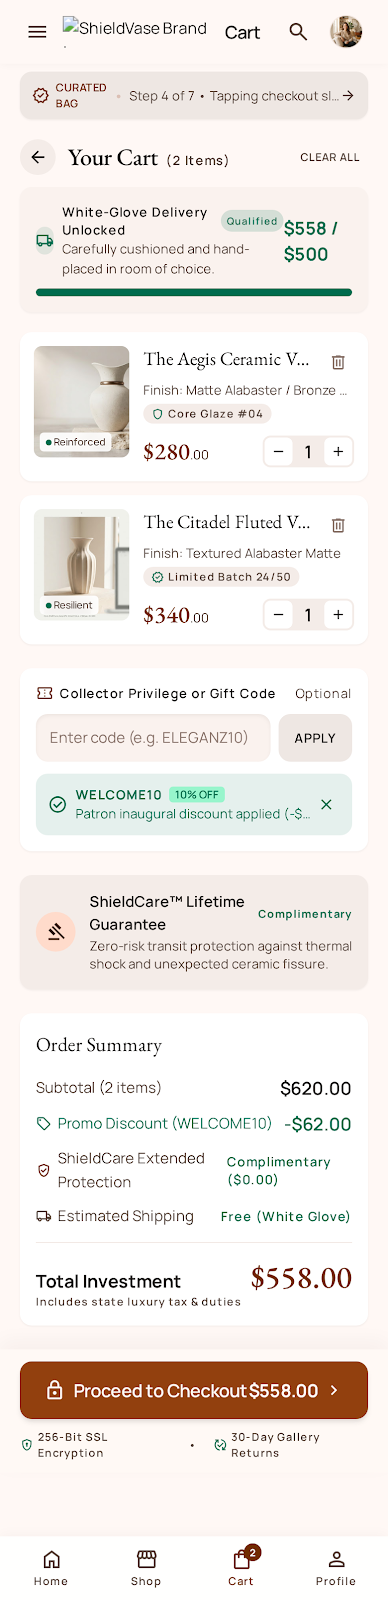 ShieldVase Brand
Cart
CURATED
BAG
• Step 4 of 7 • Tapping checkout sl...
Your Cart (2 Items)
CLEAR ALL
White-Glove Delivery
Unlocked
Qualified
$558 /
$500
Carefully cushioned and hand-
placed in room of choice.
The Aegis Ceramic V...
Finish: Matte Alabaster / Bronze ...
Core Glaze #04
Reinforced
$280.00
− 1 +
The Citadel Fluted V...
Finish: Textured Alabaster Matte
Limited Batch 24/50
Resilient
$340.00
− 1 +
Collector Privilege or Gift Code
Optional
Enter code (e.g. ELEGANZ10)
APPLY
WELCOME10 10% OFF
Patron inaugural discount applied (-$...
ShieldCare™ Lifetime
Guarantee
Complimentary
Zero-risk transit protection against thermal
shock and unexpected ceramic fissure.
Order Summary
Subtotal (2 items) $620.00
Promo Discount (WELCOME10) -$62.00
ShieldCare Extended
Protection
Complimentary
($0.00)
Estimated Shipping Free (White Glove)
Total Investment $558.00
Includes state luxury tax & duties
Proceed to Checkout $558.00
256-Bit SSL
Encryption
•
30-Day Gallery
Returns
2
Home Shop Cart Profile